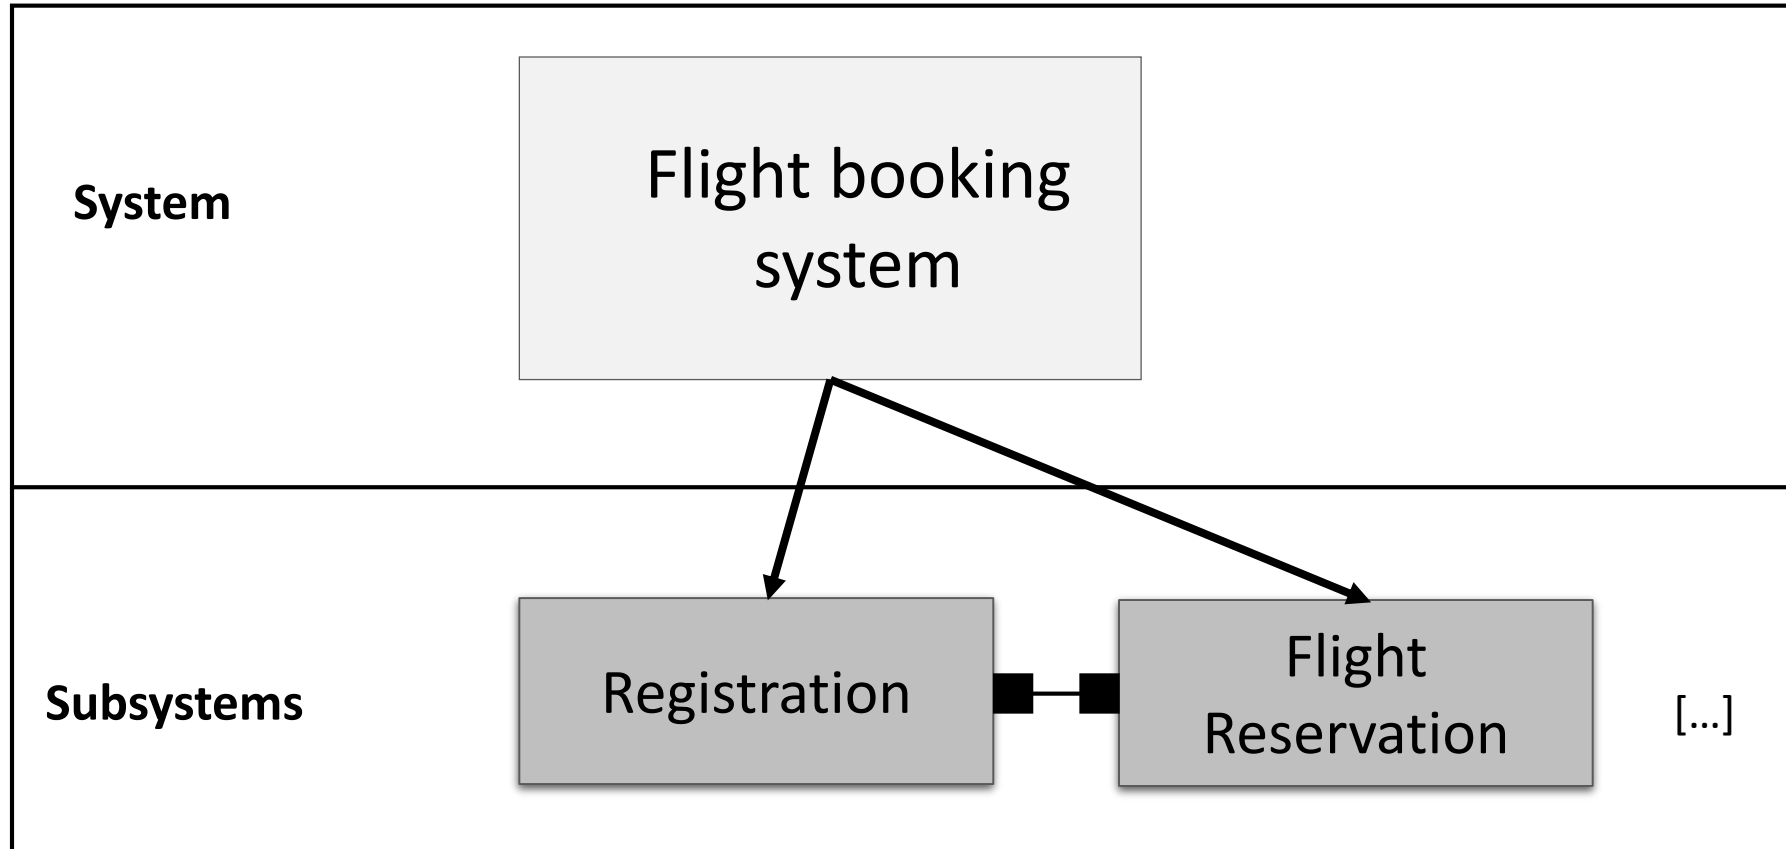 System
Flight booking
system
Subsystems
Registration
Flight
Reservation
[...]